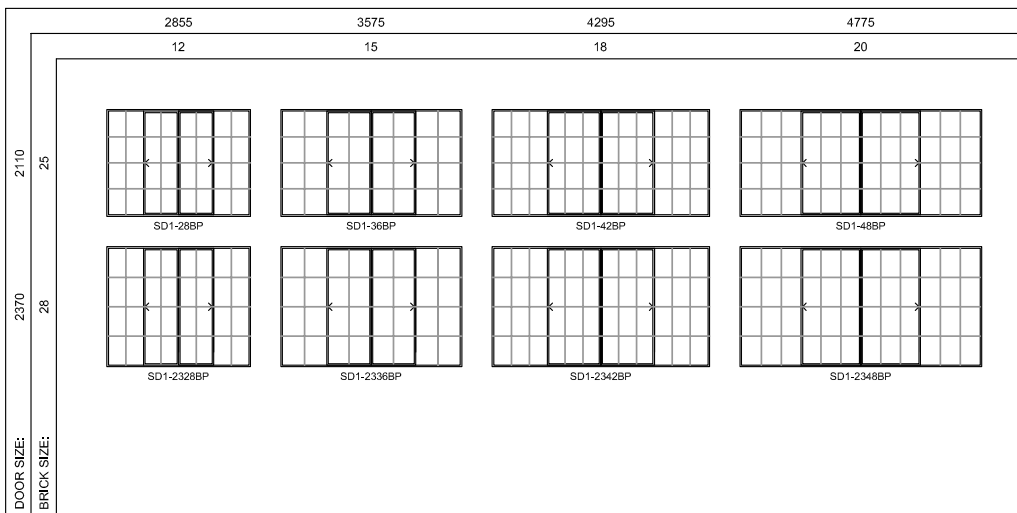 2855 3575 4295 4775
12 15 18 20
2110 25
SD1-28BP SD1-36BP SD1-42BP SD1-48BP
2370 28
SD1-2328BP SD1-2336BP SD1-2342BP SD1-2348BP
DOOR SIZE:
BRICK SIZE: